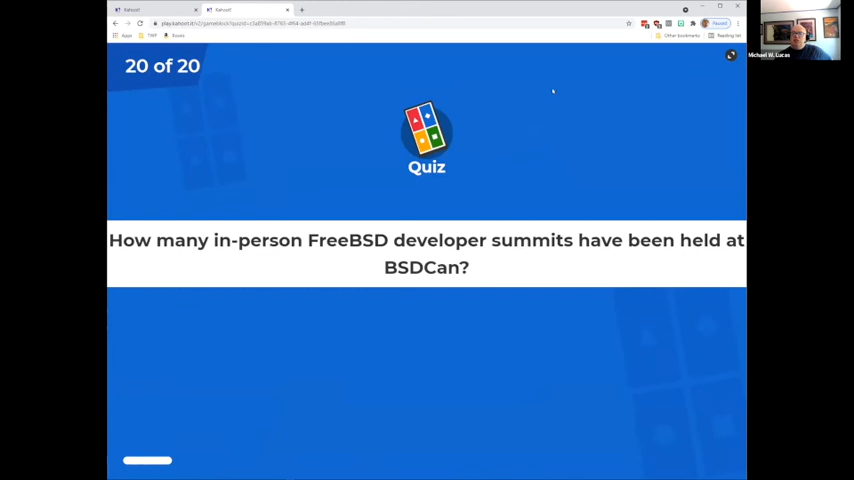 Kahoot!
Kahoot!
Paused
Apps
Other bookmarks
Reading list
20 of 20
Quiz
How many in-person FreeBSD developer summits have been held at
BSDCan?
Michael W. Lucas